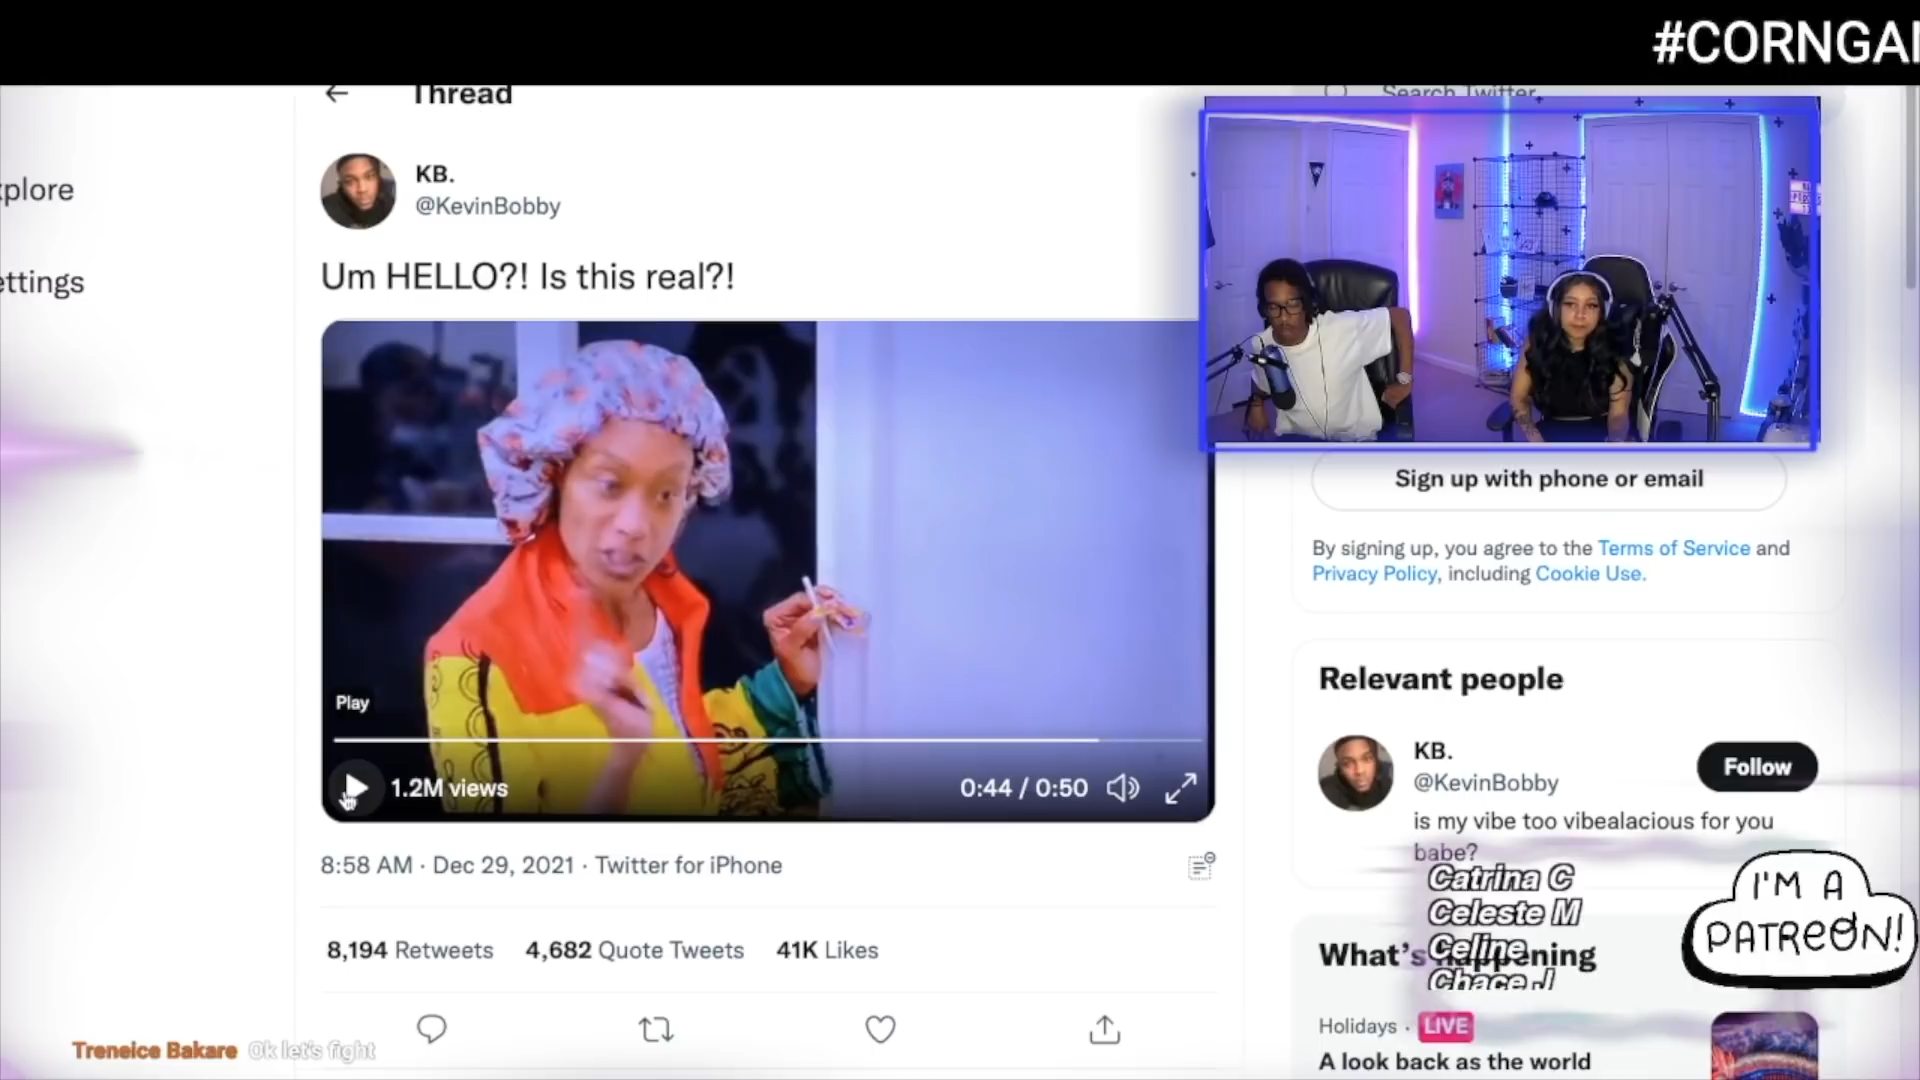 #CORNGA
Thread
Search Twitter
xplore
ettings
KB.
@KevinBobby
Um HELLO?! Is this real?!
Play
1.2M views
0:44 / 0:50
8:58 AM · Dec 29, 2021 · Twitter for iPhone
8,194 Retweets 4,682 Quote Tweets 41K Likes
Sign up with phone or email
By signing up, you agree to the Terms of Service and
Privacy Policy, including Cookie Use.
Relevant people
KB.
@KevinBobby
Follow
is my vibe too vibealacious for you
babe?
Catrina C
Celeste M
Celine
Chace J
I'M A
PATREON!
What's happening
Holidays · LIVE
A look back as the world
Treneice Bakare Ok let's fight